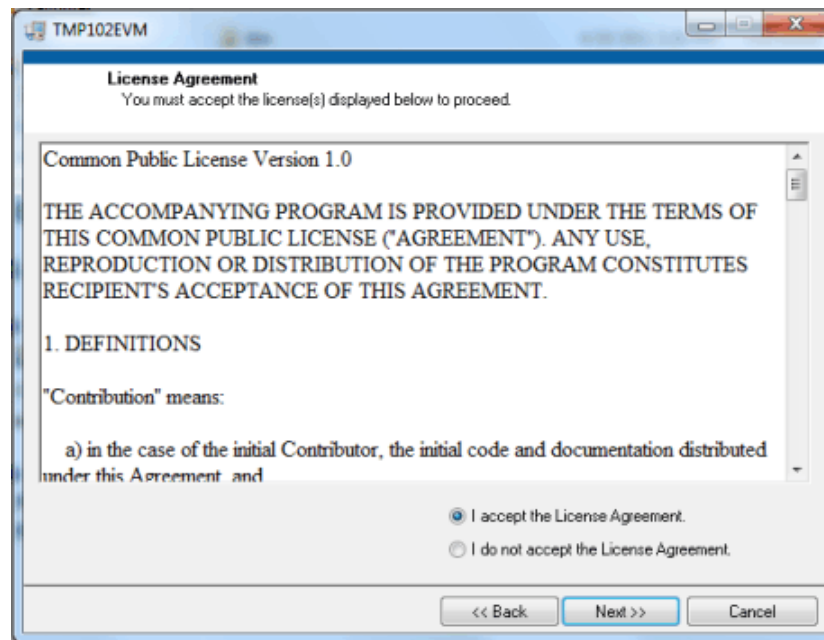 TMP102EVM
License Agreement
You must accept the license(s) displayed below to proceed.
Common Public License Version 1.0
THE ACCOMPANYING PROGRAM IS PROVIDED UNDER THE TERMS OF
THIS COMMON PUBLIC LICENSE ("AGREEMENT"). ANY USE,
REPRODUCTION OR DISTRIBUTION OF THE PROGRAM CONSTITUTES
RECIPIENT'S ACCEPTANCE OF THIS AGREEMENT.
1. DEFINITIONS
"Contribution" means:
a) in the case of the initial Contributor, the initial code and documentation distributed
under this Agreement, and
I accept the License Agreement.
I do not accept the License Agreement.
<< Back
Next >>
Cancel